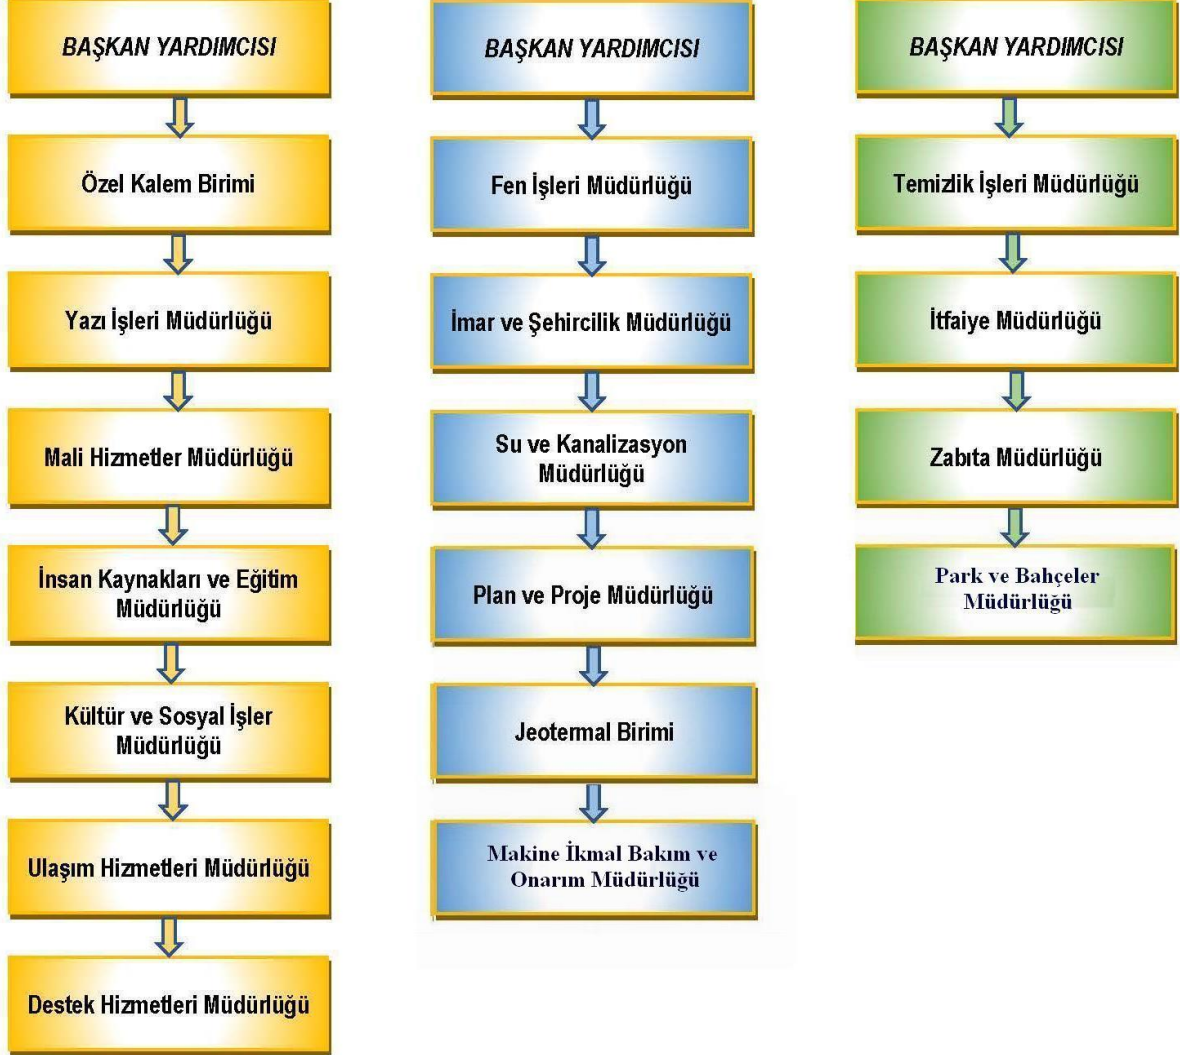 BAŞKAN YARDIMCISI
Özel Kalem Birimi
Yazı İşleri Müdürlüğü
Mali Hizmetler Müdürlüğü
İnsan Kaynakları ve Eğitim
Müdürlüğü
Kültür ve Sosyal İşler
Müdürlüğü
Ulaşım Hizmetleri Müdürlüğü
Destek Hizmetleri Müdürlüğü
BAŞKAN YARDIMCISI
Fen İşleri Müdürlüğü
İmar ve Şehircilik Müdürlüğü
Su ve Kanalizasyon
Müdürlüğü
Plan ve Proje Müdürlüğü
Jeotermal Birimi
Makine İkmal Bakım ve
Onarım Müdürlüğü
BAŞKAN YARDIMCISI
Temizlik İşleri Müdürlüğü
İtfaiye Müdürlüğü
Zabıta Müdürlüğü
Park ve Bahçeler
Müdürlüğü